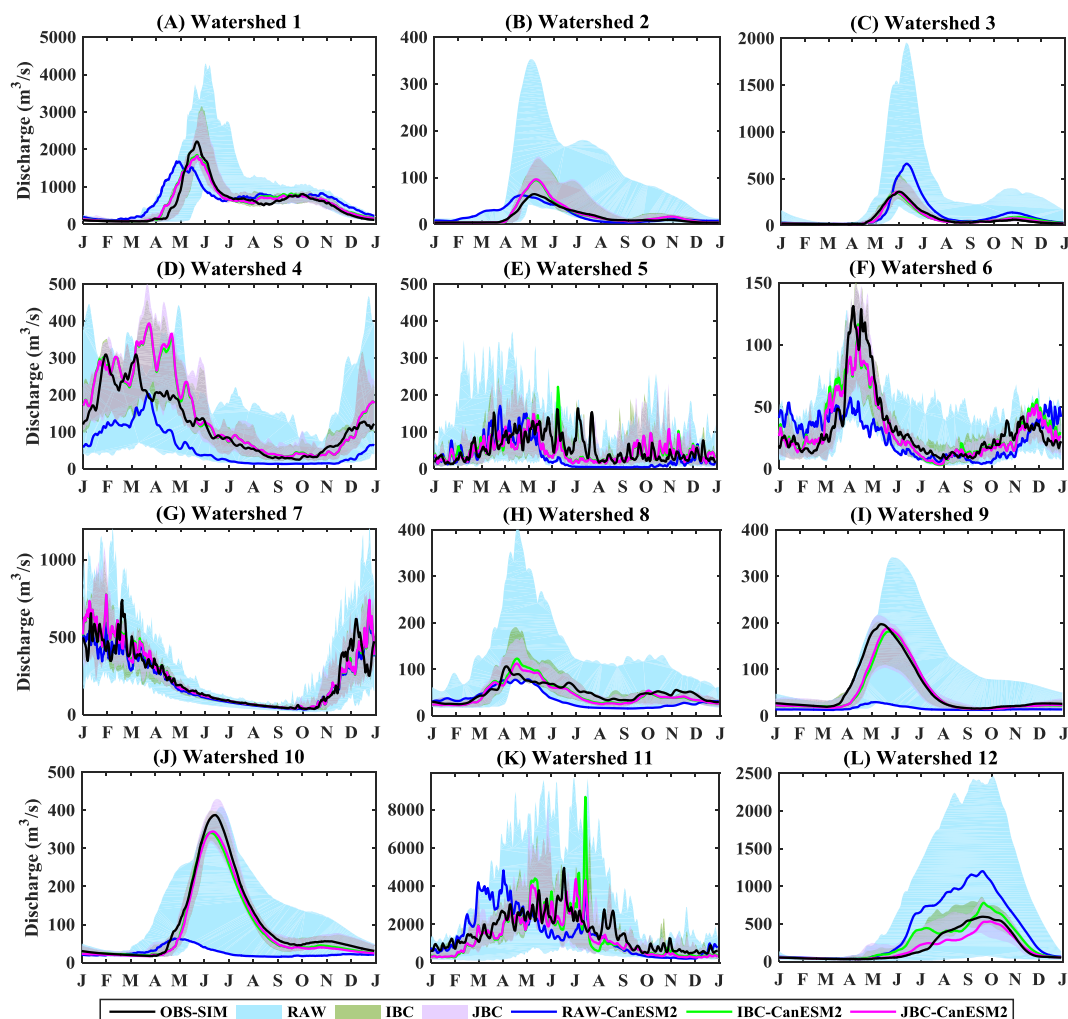 (A) Watershed 1
(B) Watershed 2
(C) Watershed 3
Discharge (m³/s)
5000
4000
3000
2000
1000
0
J F M A M J J A S O N D J
400
300
200
100
0
J F M A M J J A S O N D J
2000
1500
1000
500
0
J F M A M J J A S O N D J
(D) Watershed 4
(E) Watershed 5
(F) Watershed 6
Discharge (m³/s)
500
400
300
200
100
0
J F M A M J J A S O N D J
500
400
300
200
100
0
J F M A M J J A S O N D J
150
100
50
0
J F M A M J J A S O N D J
(G) Watershed 7
(H) Watershed 8
(I) Watershed 9
Discharge (m³/s)
1000
500
0
J F M A M J J A S O N D J
400
300
200
100
0
J F M A M J J A S O N D J
400
300
200
100
0
J F M A M J J A S O N D J
(J) Watershed 10
(K) Watershed 11
(L) Watershed 12
Discharge (m³/s)
500
400
300
200
100
0
J F M A M J J A S O N D J
8000
6000
4000
2000
0
J F M A M J J A S O N D J
2500
2000
1500
1000
500
0
J F M A M J J A S O N D J
OBS-SIM RAW IBC JBC RAW-CanESM2 IBC-CanESM2 JBC-CanESM2